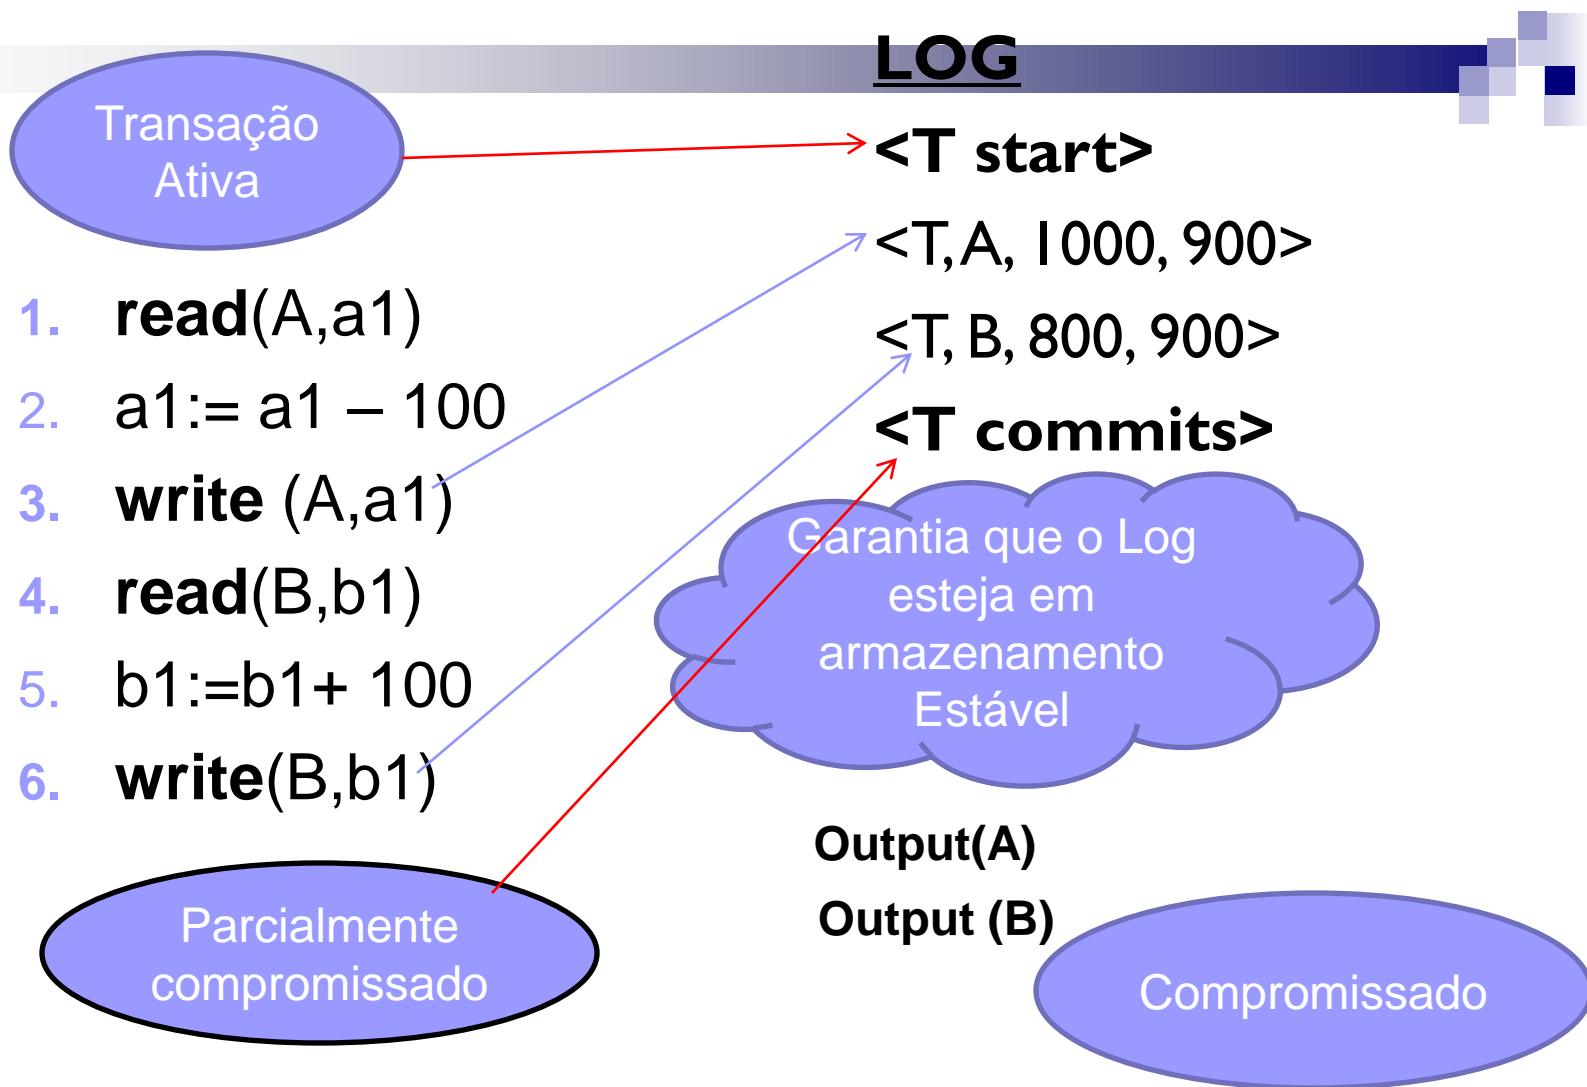 LOG
Transação
Ativa
<T start>
<T, A, 1000, 900>
<T, B, 800, 900>
<T commits>
1. read(A,a1)
2. a1:= a1 – 100
3. write (A,a1)
4. read(B,b1)
5. b1:=b1+ 100
6. write(B,b1)
Garantia que o Log
esteja em
armazenamento
Estável
Output(A)
Output (B)
Parcialmente
compromissado
Compromissado